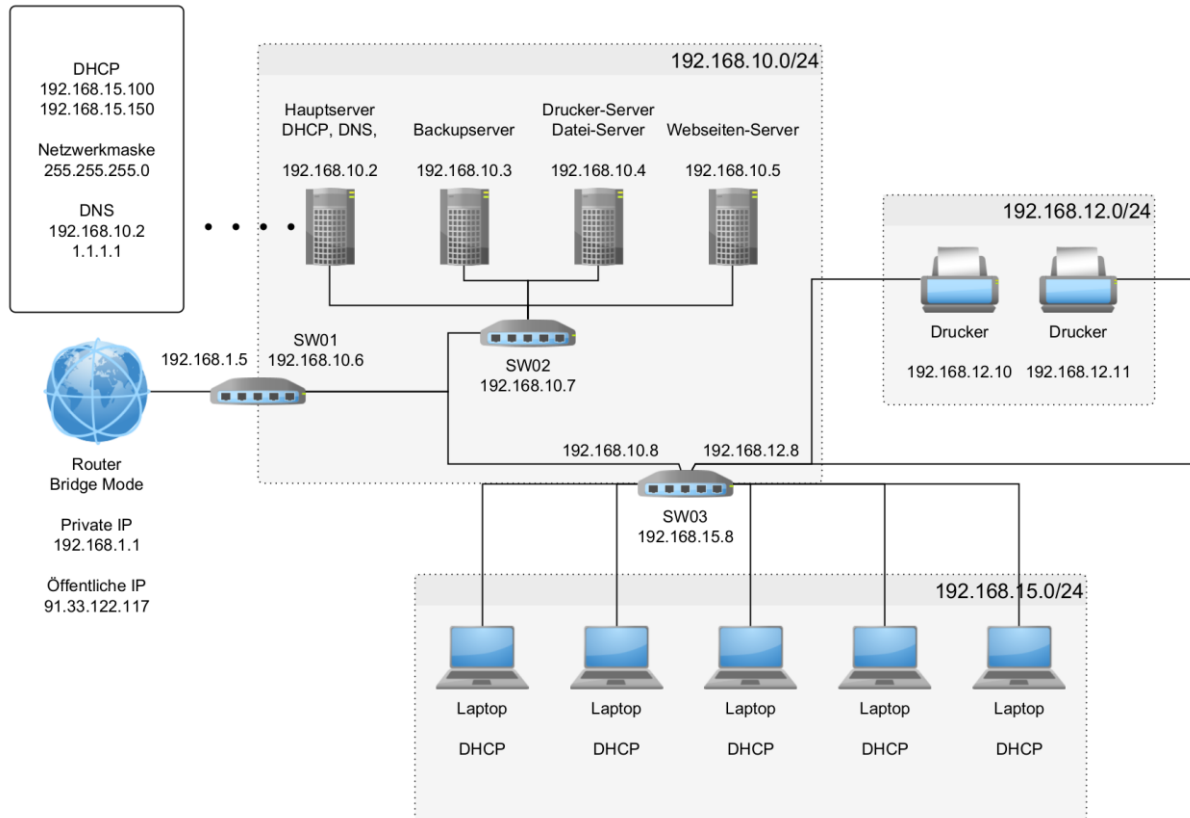 DHCP
192.168.15.100
192.168.15.150
Netzwerkmaske
255.255.255.0
DNS
192.168.10.2
1.1.1.1
192.168.10.0/24
Hauptserver
DHCP, DNS,
192.168.10.2
Backupserver
192.168.10.3
Drucker-Server
Datei-Server
192.168.10.4
Webseiten-Server
192.168.10.5
192.168.12.0/24
Drucker
192.168.12.10
Drucker
192.168.12.11
192.168.1.5
SW01
192.168.10.6
SW02
192.168.10.7
Router
Bridge Mode
Private IP
192.168.1.1
Öffentliche IP
91.33.122.117
192.168.10.8
192.168.12.8
SW03
192.168.15.8
192.168.15.0/24
Laptop
DHCP
Laptop
DHCP
Laptop
DHCP
Laptop
DHCP
Laptop
DHCP